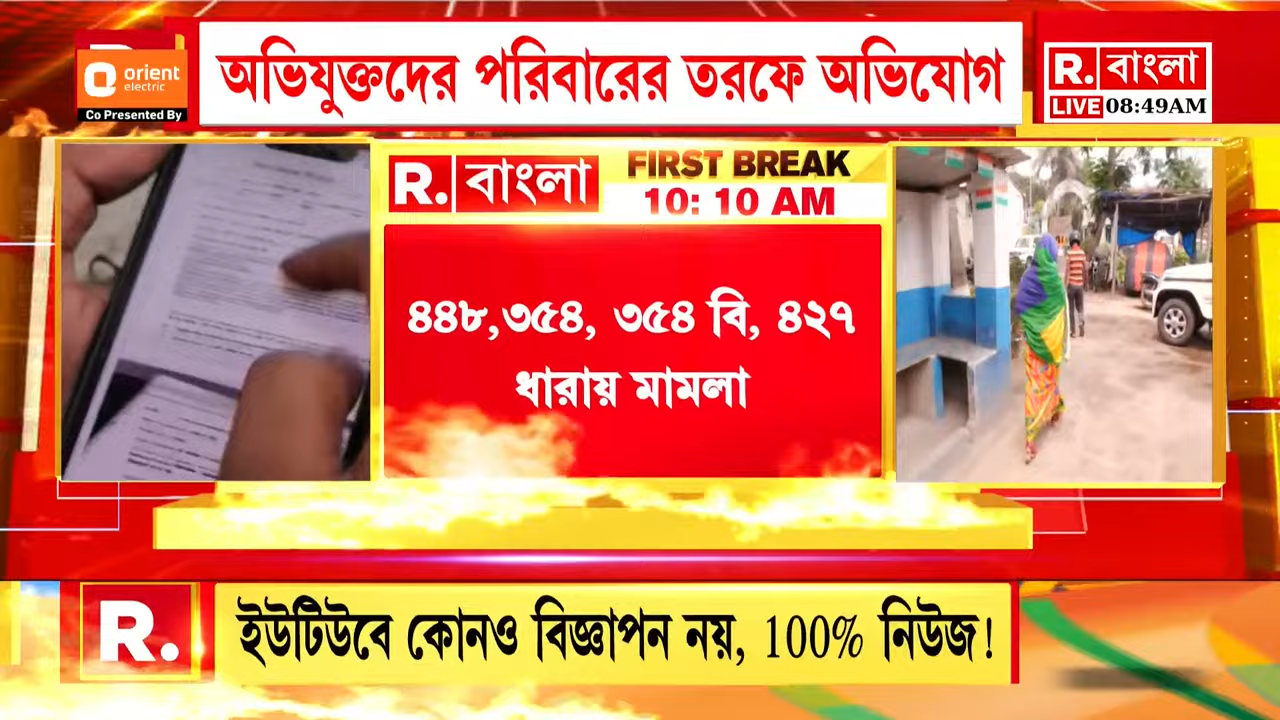 orient
electric
Co Presented By
অভিযুক্তদের পরিবারের তরফে অভিযোগ
R. বাংলা
LIVE 08:49AM
R. বাংলা
FIRST BREAK
10: 10 AM
৪৪৮,৩৫৪, ৩৫৪ বি, ৪২৭
ধারায় মামলা
R.
ইউটিউবে কোনও বিজ্ঞাপন নয়, 100% নিউজ!